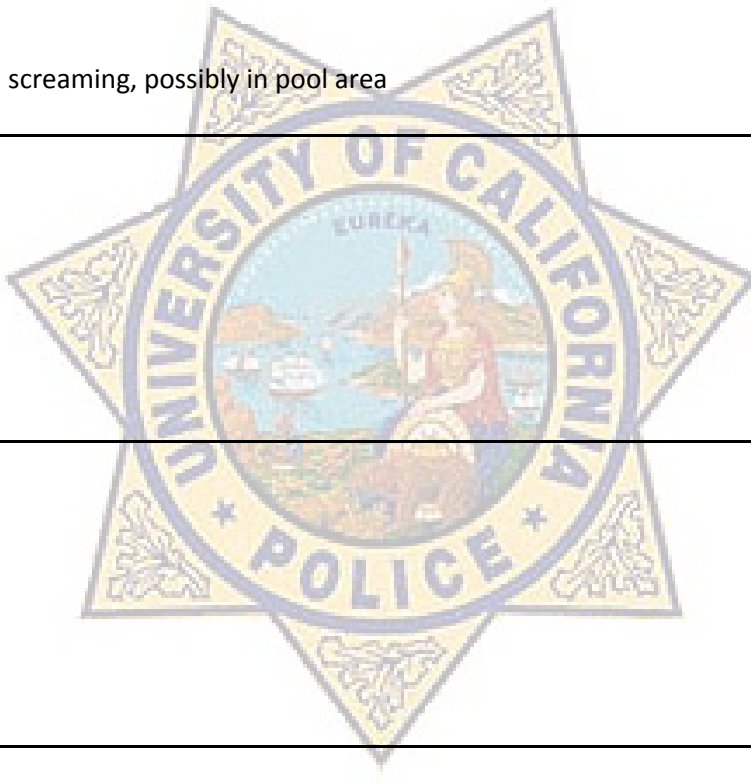 screaming, possibly in pool area
UNIVERSITY OF CALIFORNIA
EUREKA
POLICE